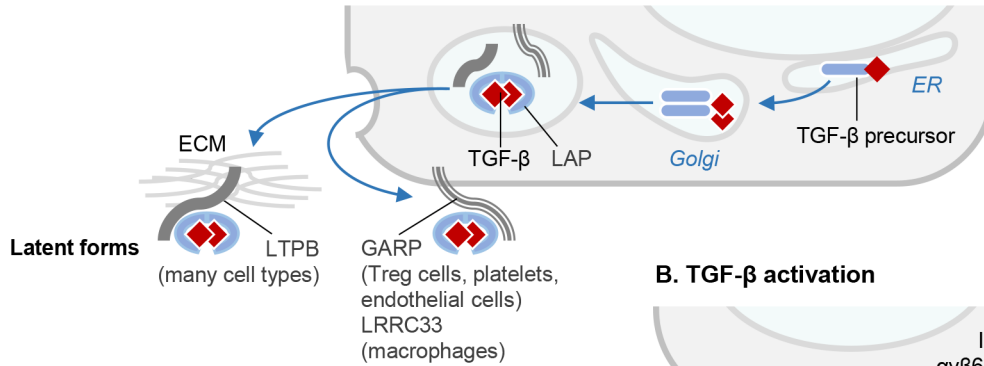 ER
TGF-β precursor
Golgi
TGF-β
LAP
ECM
Latent forms
LTPB
(many cell types)
GARP
(Treg cells, platelets,
endothelial cells)
LRRC33
(macrophages)
B. TGF-β activation
αvβ6